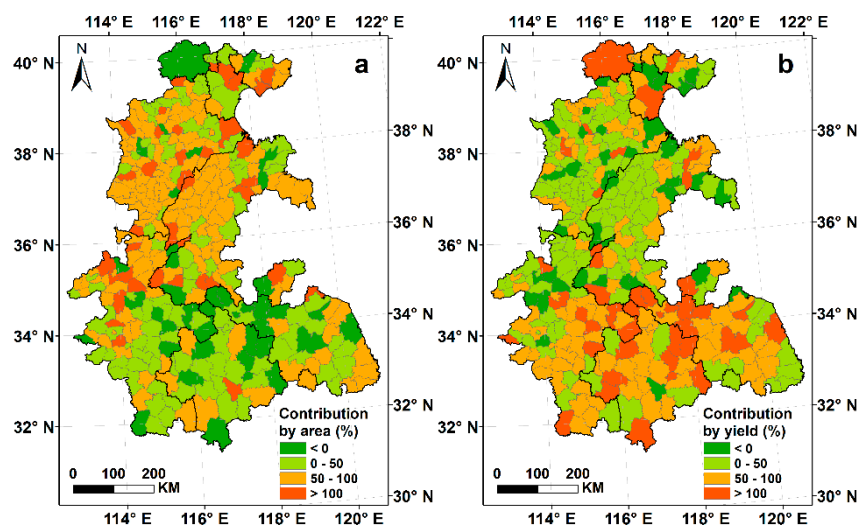 114° E 116° E 118° E 120° E 122° E 114° E 116° E 118° E 120° E 122° E
N a N b
40° N 40° N
38° N 38° N
38° N 38° N
36° N 36° N
36° N 36° N
34° N 34° N
34° N 34° N
32° N 32° N
32° N 32° N
30° N 30° N
Contribution
by area (%)
< 0
0 - 50
50 - 100
> 100
0 100 200
KM
Contribution
by yield (%)
< 0
0 - 50
50 - 100
> 100
0 100 200
KM
114° E 116° E 118° E 120° E 114° E 116° E 118° E 120° E